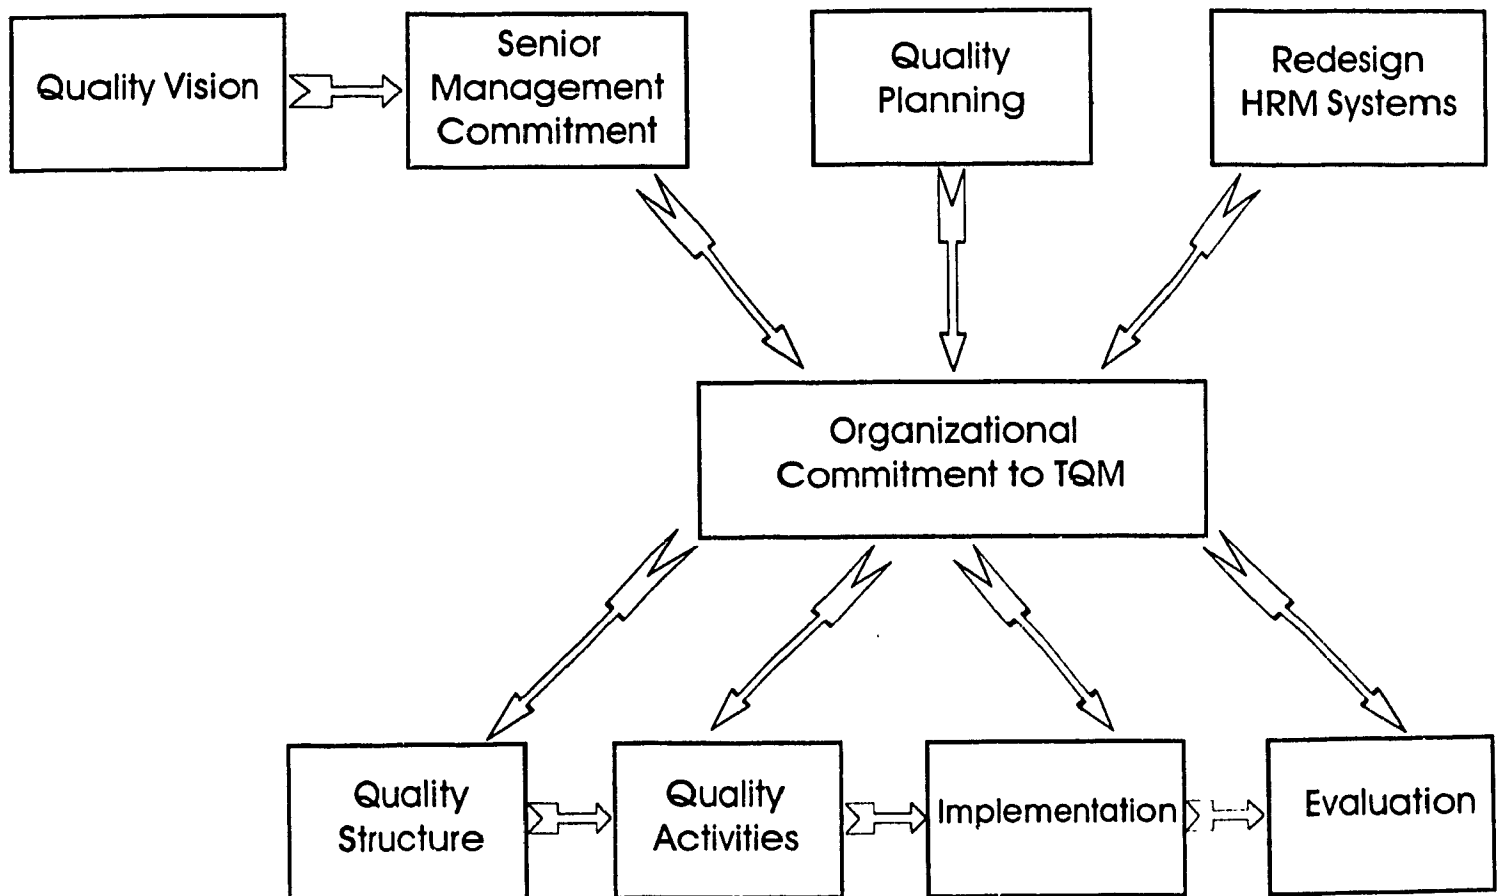 Quality Vision
Senior
Management
Commitment
Quality
Planning
Redesign
HRM Systems
Organizational
Commitment to TQM
Quality
Structure
Quality
Activities
Implementation
Evaluation